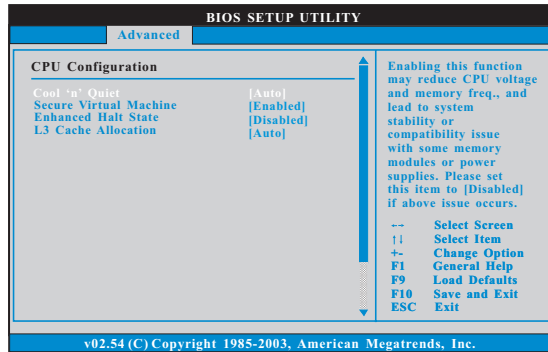 BIOS SETUP UTILITY
Advanced
CPU Configuration
Cool ‘n’ Quiet [Auto]
Secure Virtual Machine [Enabled]
Enhanced Halt State [Disabled]
L3 Cache Allocation [Auto]
Enabling this function
may reduce CPU voltage
and memory freq., and
lead to system
stability or
compatibility issue
with some memory
modules or power
supplies. Please set
this item to [Disabled]
if above issue occurs.
←→ Select Screen
↑↓ Select Item
+- Change Option
F1 General Help
F9 Load Defaults
F10 Save and Exit
ESC Exit
v02.54 (C) Copyright 1985-2003, American Megatrends, Inc.